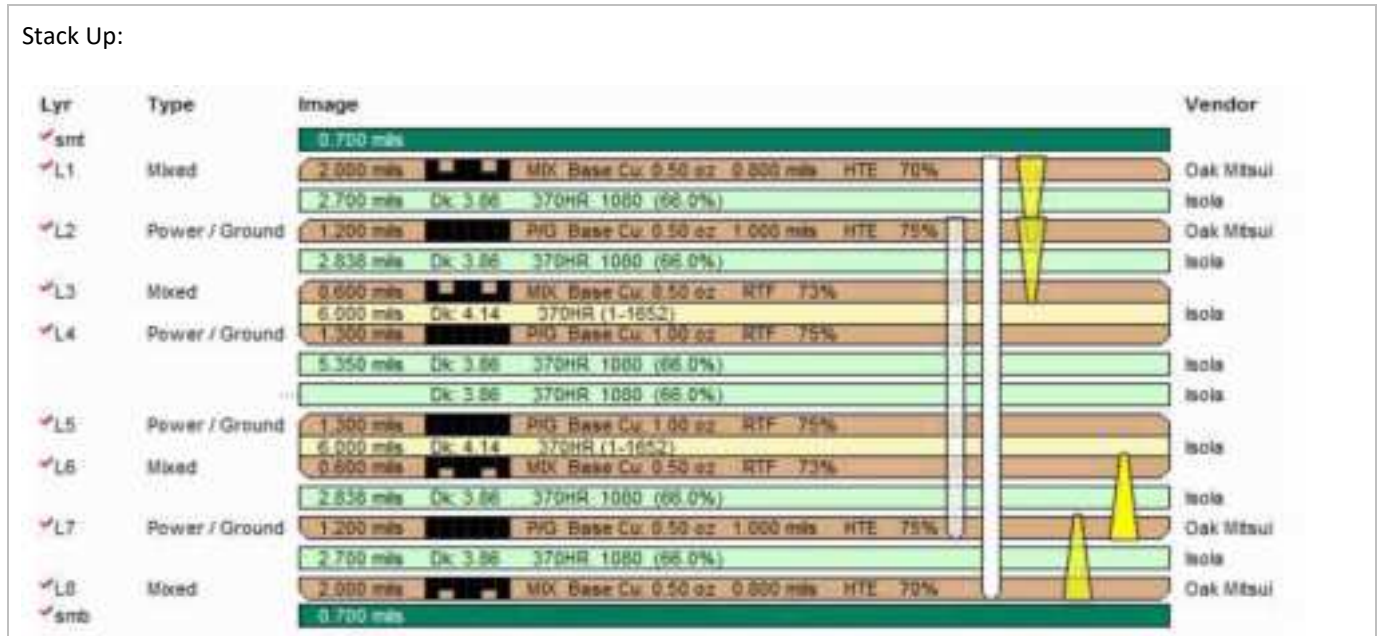 Stack Up:
Lyr Type Image Vendor
smt 0.700 mils
L1 Mixed 2.000 mils MIX Base Cu: 0.50 oz 0.800 mils HTE 70% Oak Mitsui
2.700 mils Dk: 3.86 370HR 1080 (66.0%) Isola
L2 Power / Ground 1.200 mils P/G Base Cu: 0.50 oz 1.000 mils HTE 75% Oak Mitsui
2.838 mils Dk: 3.86 370HR 1080 (66.0%) Isola
L3 Mixed 0.600 mils MIX Base Cu: 0.50 oz RTF 73%
6.000 mils Dk: 4.14 370HR (1-1652) Isola
L4 Power / Ground 1.300 mils P/G Base Cu: 1.00 oz RTF 75%
5.350 mils Dk: 3.86 370HR 1080 (66.0%) Isola
Dk: 3.86 370HR 1080 (66.0%) Isola
L5 Power / Ground 1.300 mils P/G Base Cu: 1.00 oz RTF 75%
6.000 mils Dk: 4.14 370HR (1-1652) Isola
L6 Mixed 0.600 mils MIX Base Cu: 0.50 oz RTF 73%
2.838 mils Dk: 3.86 370HR 1080 (66.0%) Isola
L7 Power / Ground 1.200 mils P/G Base Cu: 0.50 oz 1.000 mils HTE 75% Oak Mitsui
2.700 mils Dk: 3.86 370HR 1080 (66.0%) Isola
L8 Mixed 2.000 mils MIX Base Cu: 0.50 oz 0.800 mils HTE 70% Oak Mitsui
smb 0.700 mils